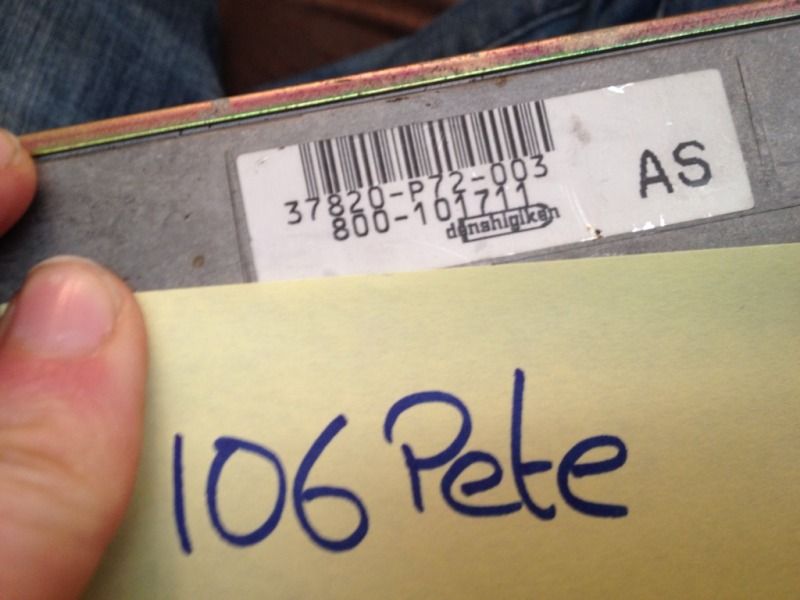 37820-P72-003
800-101711
denshigiken
AS
106 Pete